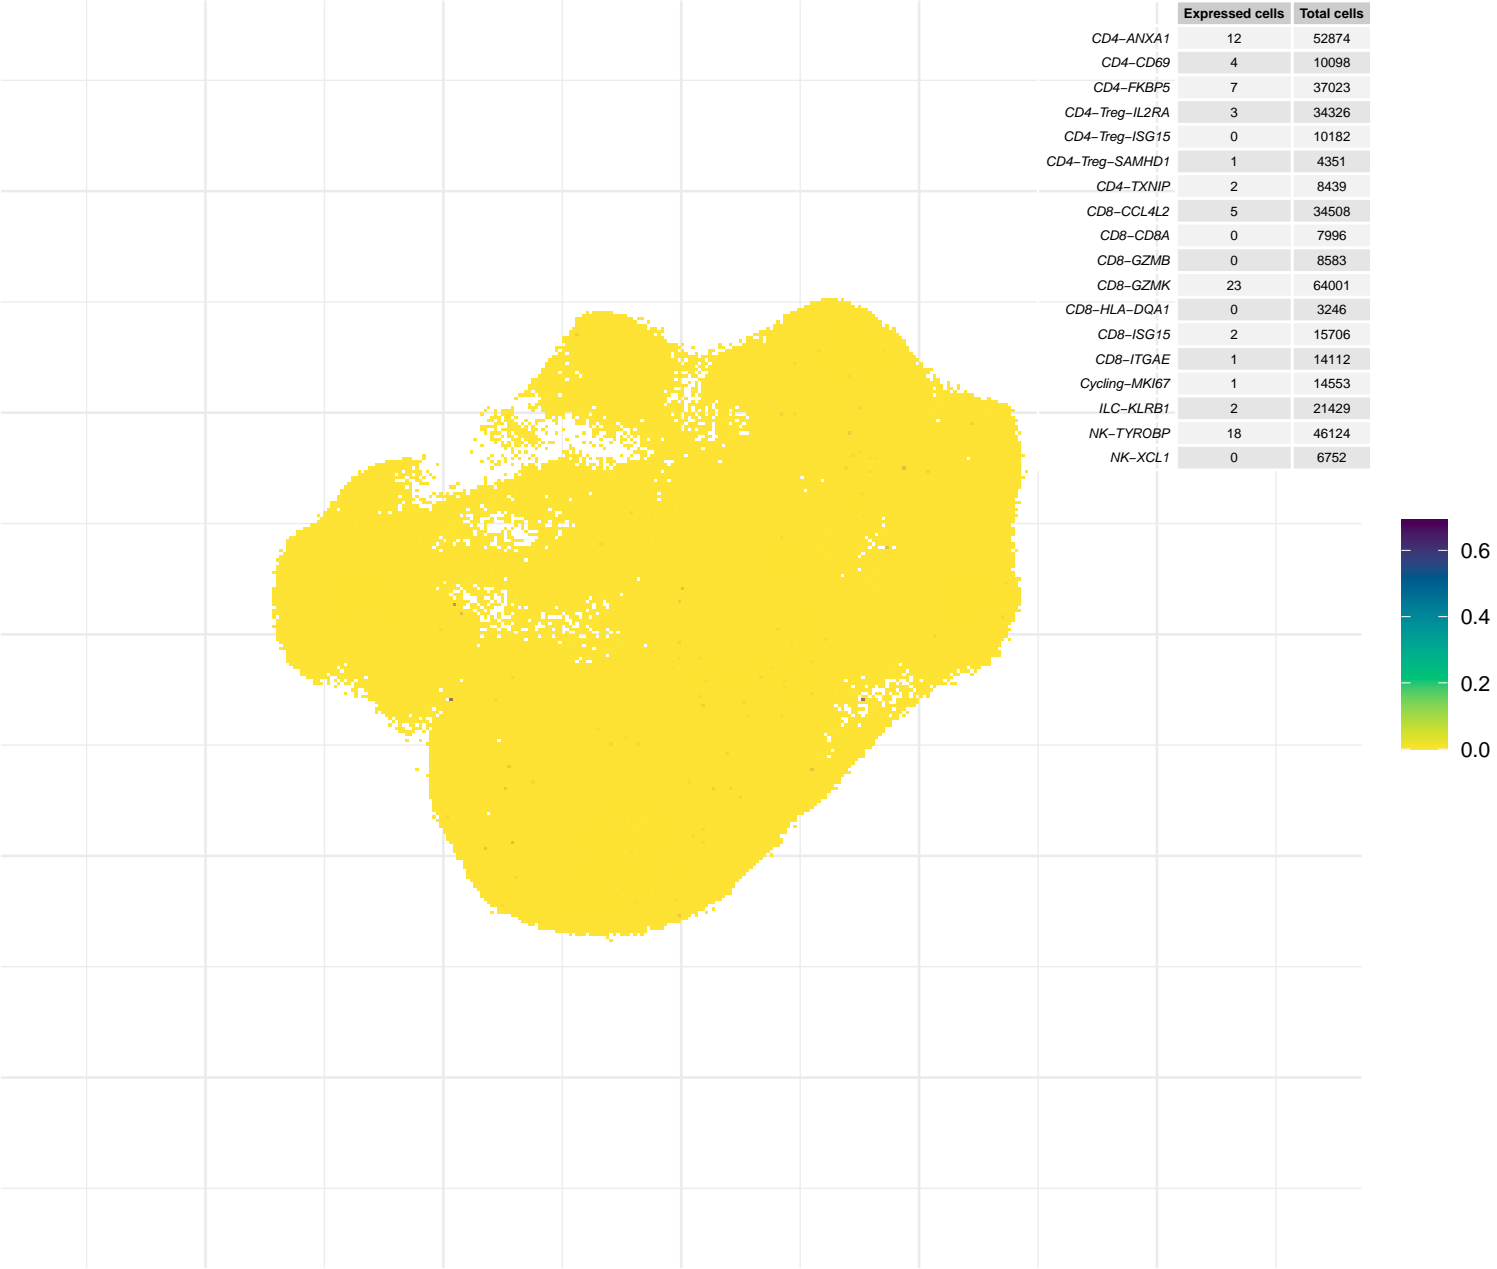 Expressed cells Total cells
CD4−ANXA1 12 52874
CD4−CD69 4 10098
CD4−FKBP5 7 37023
CD4−Treg−IL2RA 3 34326
CD4−Treg−ISG15 0 10182
CD4−Treg−SAMHD1 1 4351
CD4−TXNIP 2 8439
CD8−CCL4L2 5 34508
CD8−CD8A 0 7996
CD8−GZMB 0 8583
CD8−GZMK 23 64001
CD8−HLA−DQA1 0 3246
CD8−ISG15 2 15706
CD8−ITGAE 1 14112
Cycling−MKI67 1 14553
ILC−KLRB1 2 21429
NK−TYROBP 18 46124
NK−XCL1 0 6752
0.6
0.4
0.2
0.0